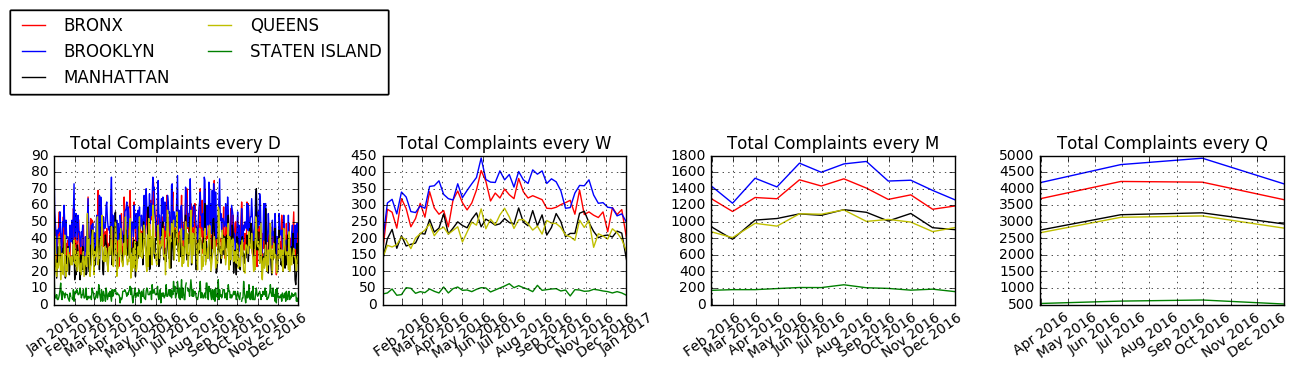 BRONX QUEENS
BROOKLYN STATEN ISLAND
MANHATTAN
Total Complaints every D
90
80
70
60
50
40
30
20
10
0
Jan 2016
Feb 2016
Mar 2016
Apr 2016
May 2016
Jun 2016
Jul 2016
Aug 2016
Sep 2016
Oct 2016
Nov 2016
Dec 2016
Total Complaints every W
450
400
350
300
250
200
150
100
50
0
Feb 2016
Mar 2016
Apr 2016
May 2016
Jun 2016
Jul 2016
Aug 2016
Sep 2016
Oct 2016
Nov 2016
Dec 2016
Jan 2017
Total Complaints every M
1800
1600
1400
1200
1000
800
600
400
200
0
Feb 2016
Mar 2016
Apr 2016
May 2016
Jun 2016
Jul 2016
Aug 2016
Sep 2016
Oct 2016
Nov 2016
Dec 2016
Total Complaints every Q
5000
4500
4000
3500
3000
2500
2000
1500
1000
500
Apr 2016
May 2016
Jun 2016
Jul 2016
Aug 2016
Sep 2016
Oct 2016
Nov 2016
Dec 2016